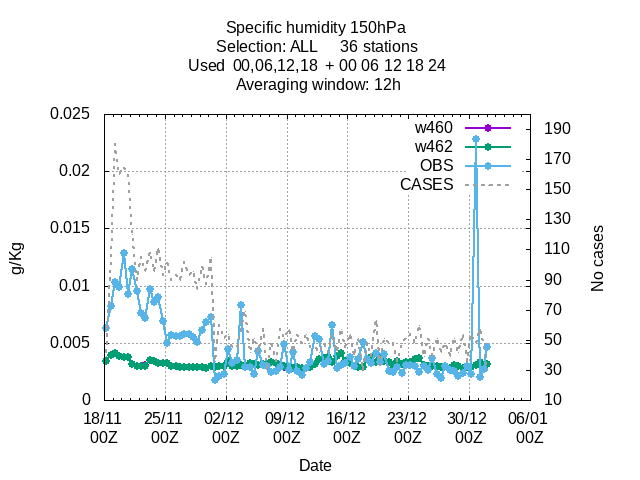 Specific humidity 150hPa
Selection: ALL     36 stations
Used  00,06,12,18  + 00 06 12 18 24
Averaging window: 12h
w460
w462
OBS
CASES
g/Kg
0.025
0.02
0.015
0.01
0.005
0
No cases
190
170
150
130
110
90
70
50
30
10
18/11 25/11 02/12 09/12 16/12 23/12 30/12 06/01
00Z 00Z 00Z 00Z 00Z 00Z 00Z 00Z
Date